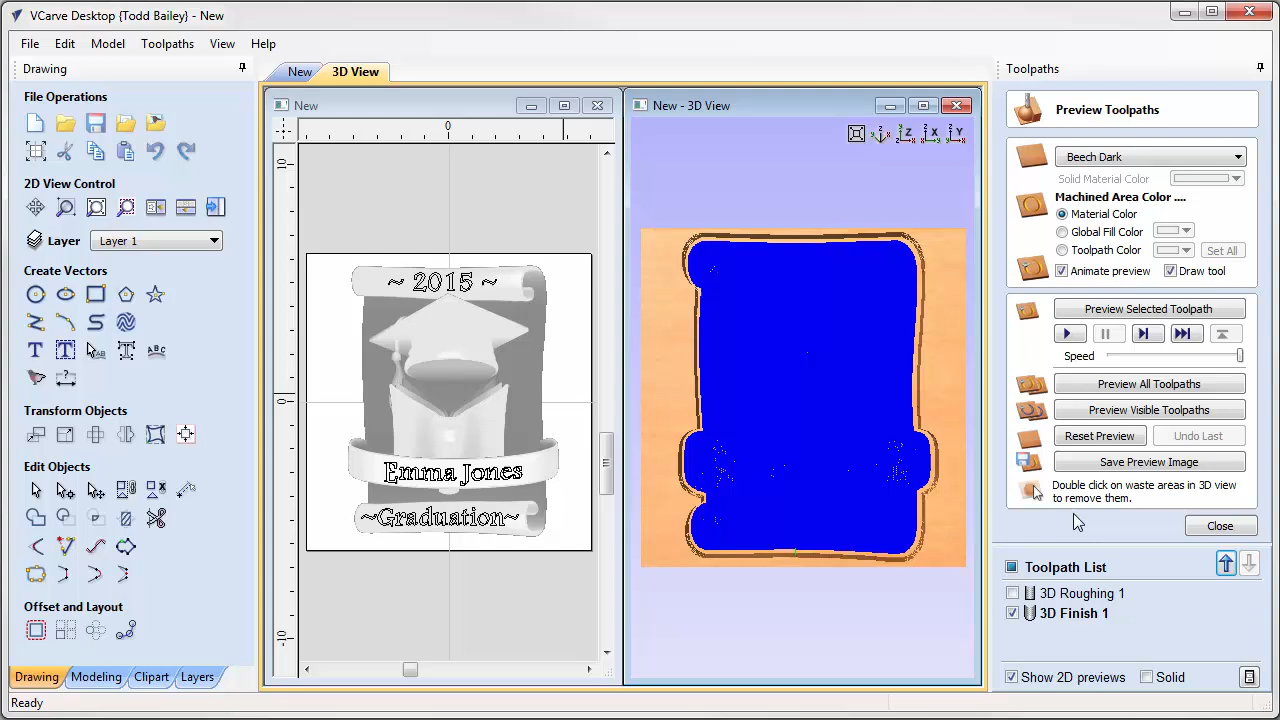 VCarve Desktop {Todd Bailey} - New
File Edit Model Toolpaths View Help
Drawing
File Operations
2D View Control
Layer Layer 1
Create Vectors
Transform Objects
Edit Objects
Offset and Layout
Drawing Modeling Clipart Layers
Ready
New 3D View
New
0
10
0
-10
~ 2015 ~
Emma Jones
~Graduation~
New - 3D View
Z X Y
Toolpaths
Preview Toolpaths
Beech Dark
Solid Material Color
Machined Area Color ....
Material Color
Global Fill Color
Toolpath Color Set All
Animate preview Draw tool
Preview Selected Toolpath
Speed
Preview All Toolpaths
Preview Visible Toolpaths
Reset Preview Undo Last
Save Preview Image
Double click on waste areas in 3D view
to remove them.
Close
Toolpath List
3D Roughing 1
3D Finish 1
Show 2D previews Solid